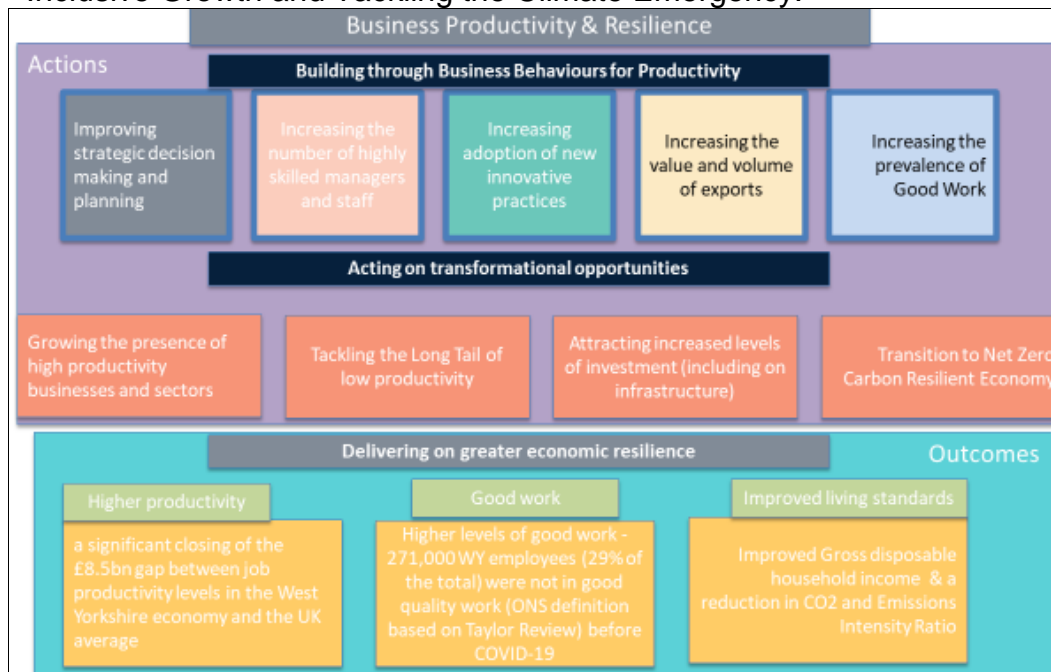 Inclusive Growth and Tackling the Climate Emergency.
Business Productivity & Resilience
Actions
Building through Business Behaviours for Productivity
Improving
strategic decision
making and
planning
Increasing the
number of highly
skilled managers
and staff
Increasing
adoption of new
innovative
practices
Increasing the
value and volume
of exports
Increasing the
prevalence of
Good Work
Acting on transformational opportunities
Growing the presence of
high productivity
businesses and sectors
Tackling the Long Tail of
low productivity
Attracting increased levels
of investment (including on
infrastructure)
Transition to Net Zero
Carbon Resilient Economy
Delivering on greater economic resilience
Outcomes
Higher productivity
a significant closing of the
£8.5bn gap between job
productivity levels in the West
Yorkshire economy and the UK
average
Good work
Higher levels of good work -
271,000 WY employees (29% of
the total) were not in good
quality work (ONS definition
based on Taylor Review) before
COVID-19
Improved living standards
Improved Gross disposable
household income & a
reduction in CO2 and Emissions
Intensity Ratio